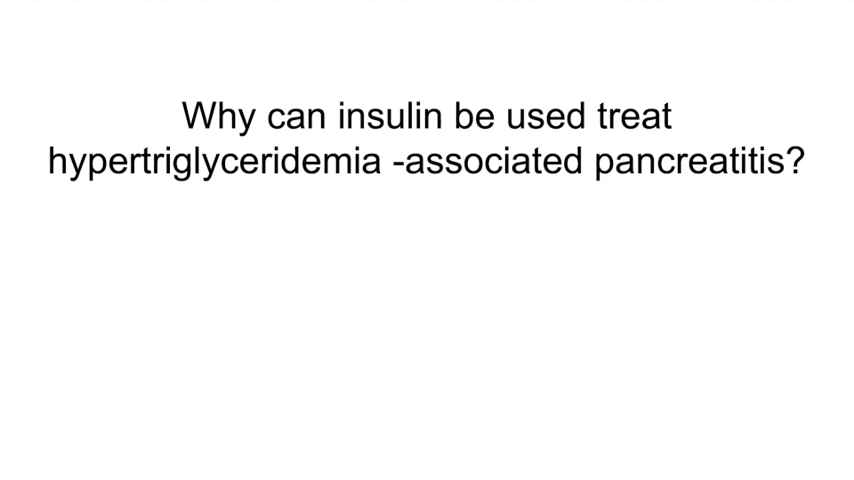 Why can insulin be used treat
hypertriglyceridemia -associated pancreatitis?